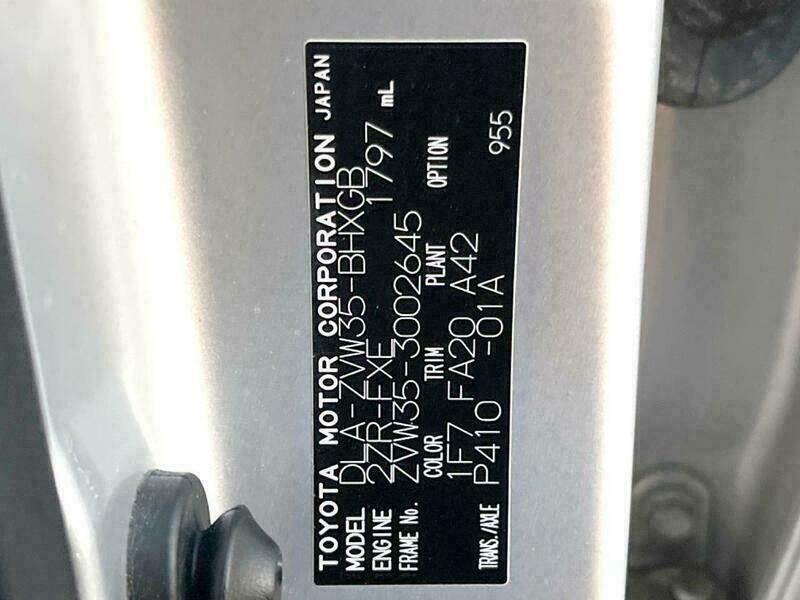 TOYOTA MOTOR CORPORATION JAPAN
MODEL DLA-ZVW35-BHXGB
ENGINE 2ZR-FXE 1797 mL
FRAME No. ZVW35-3002645
COLOR TRIM PLANT OPTION
1F7 FA20 A42
TRANS./AXLE P410 -01A 955